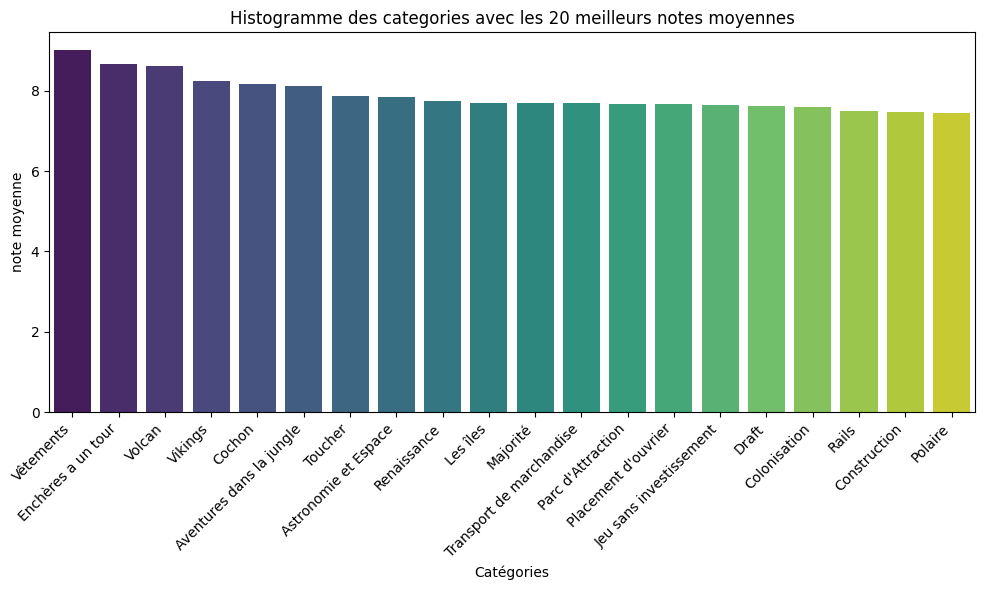 Histogramme des categories avec les 20 meilleurs notes moyennes
note moyenne
8
6
4
2
0
Vêtements
Enchères a un tour
Volcan
Vikings
Cochon
Aventures dans la jungle
Toucher
Astronomie et Espace
Renaissance
Les îles
Majorité
Transport de marchandise
Parc d'Attraction
Placement d'ouvrier
Jeu sans investissement
Draft
Colonisation
Rails
Construction
Polaire
Catégories